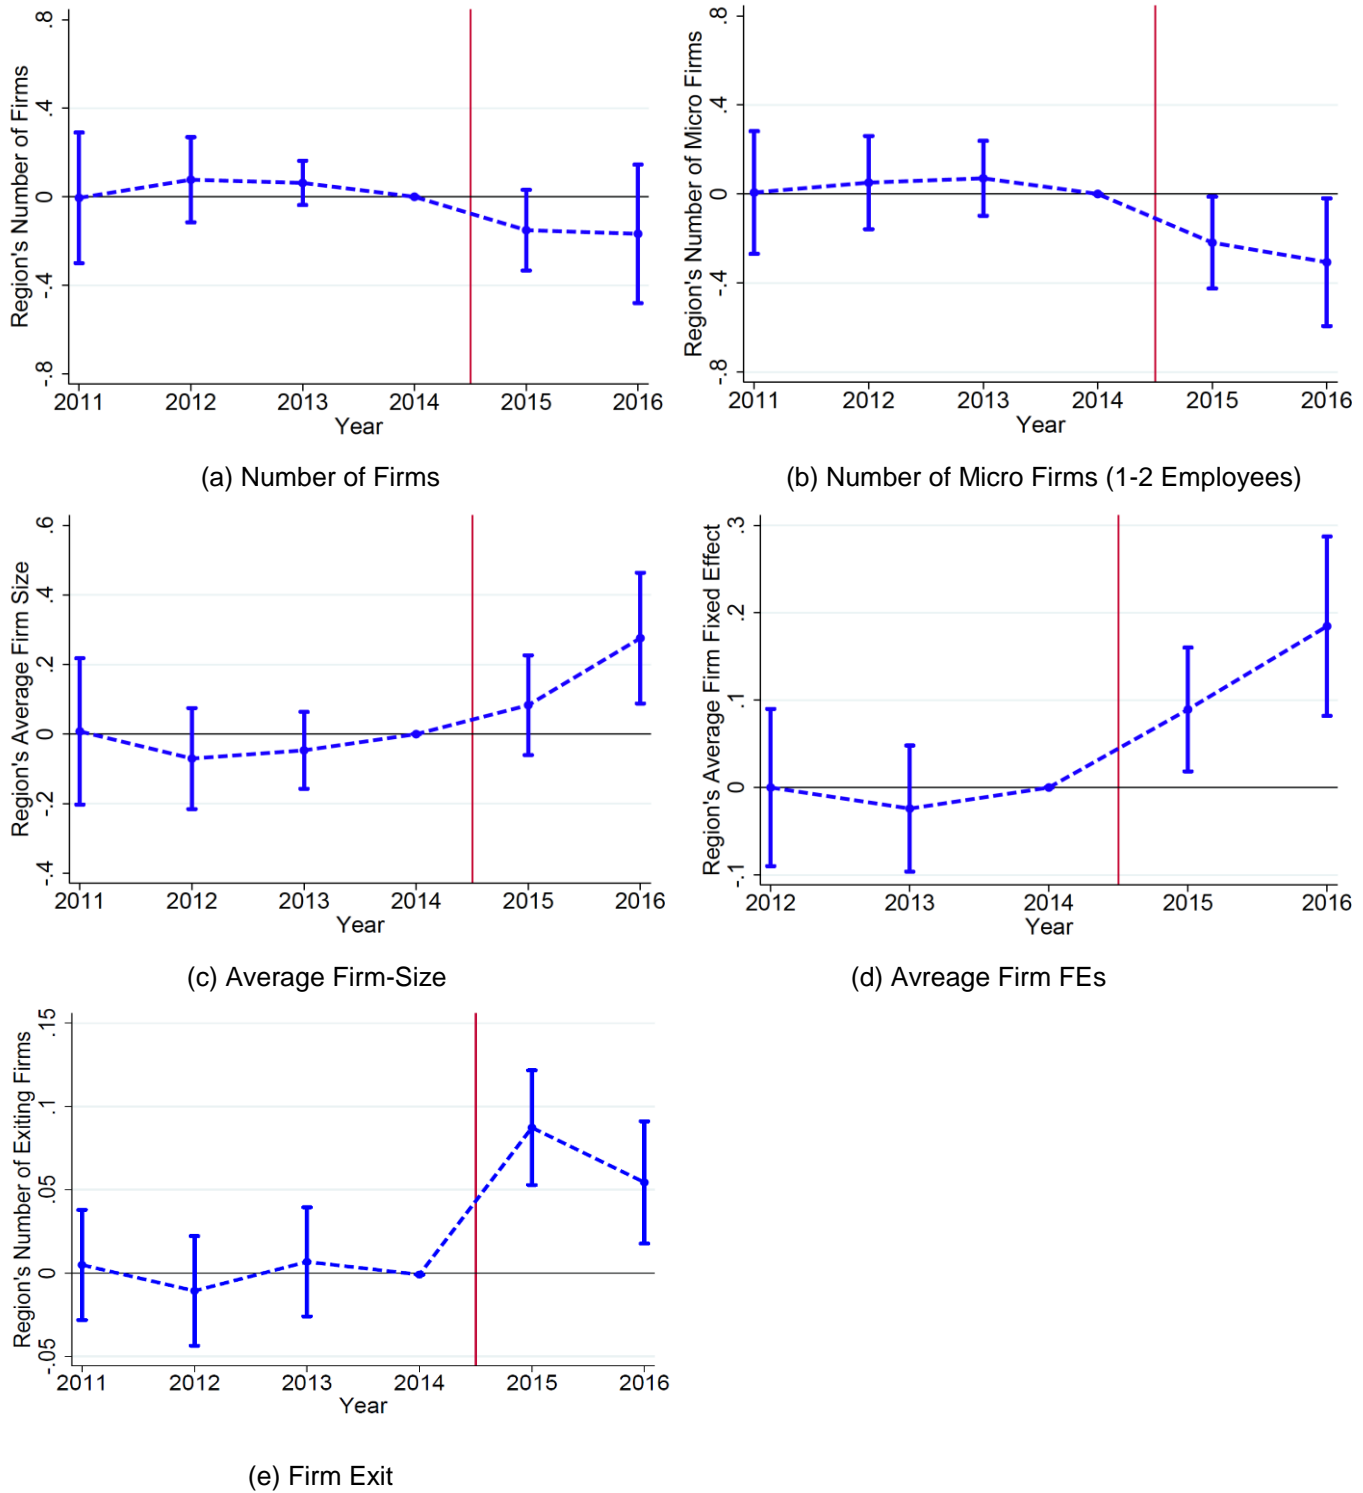 Region's Number of Firms
.8
.4
0
-.4
-.8
2011 2012 2013 2014 2015 2016
Year
(a) Number of Firms
Region's Number of Micro Firms
.8
.4
0
-.4
-.8
2011 2012 2013 2014 2015 2016
Year
(b) Number of Micro Firms (1-2 Employees)
Region's Average Firm Size
.6
.4
.2
0
-.2
-.4
2011 2012 2013 2014 2015 2016
Year
(c) Average Firm-Size
Region's Average Firm Fixed Effect
.3
.2
.1
0
-.1
2012 2013 2014 2015 2016
Year
(d) Avreage Firm FEs
Region's Number of Exiting Firms
.15
.1
.05
0
-.05
2011 2012 2013 2014 2015 2016
Year
(e) Firm Exit